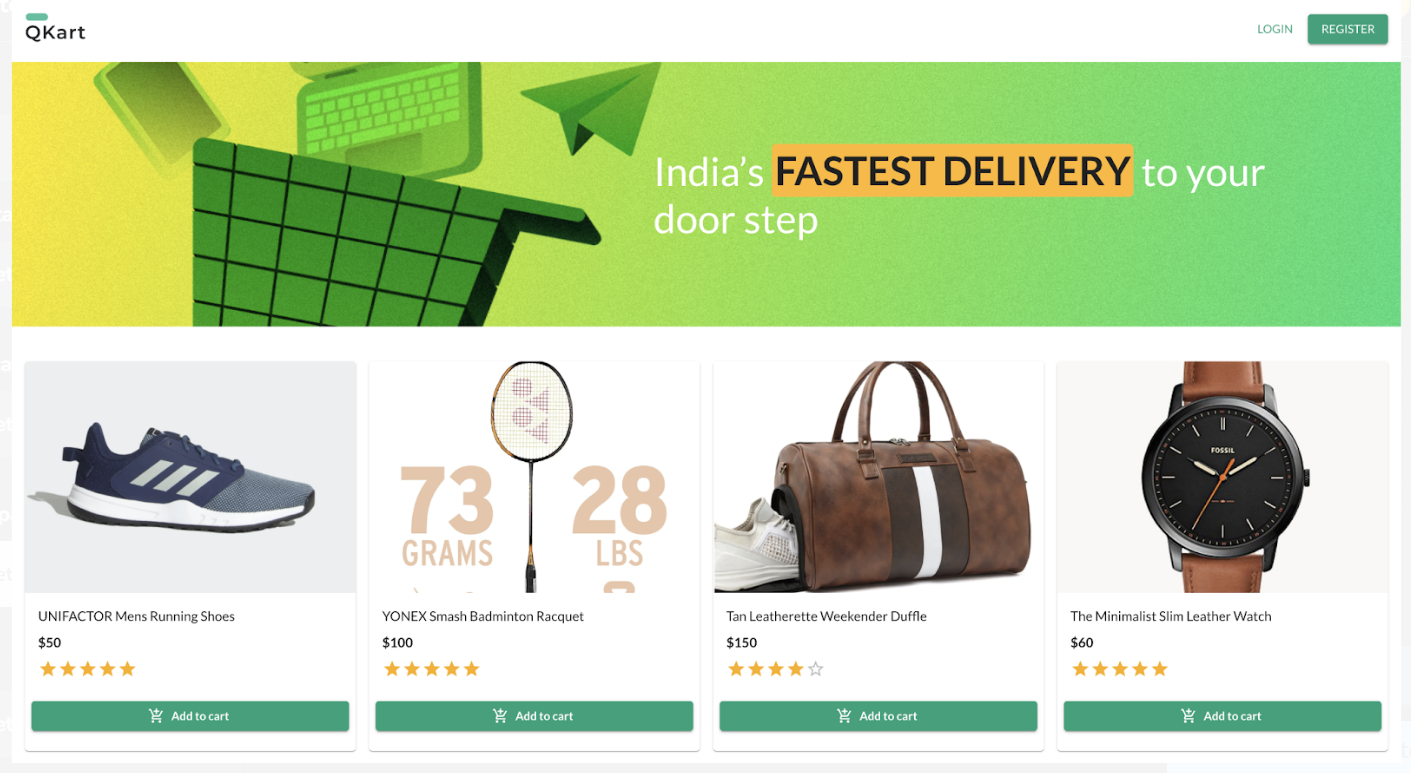 QKart
LOGIN
REGISTER
India’s FASTEST DELIVERY to your
door step
73
GRAMS
28
LBS
FOSSIL
UNIFACTOR Mens Running Shoes
$50
Add to cart
YONEX Smash Badminton Racquet
$100
Add to cart
Tan Leatherette Weekender Duffle
$150
Add to cart
The Minimalist Slim Leather Watch
$60
Add to cart